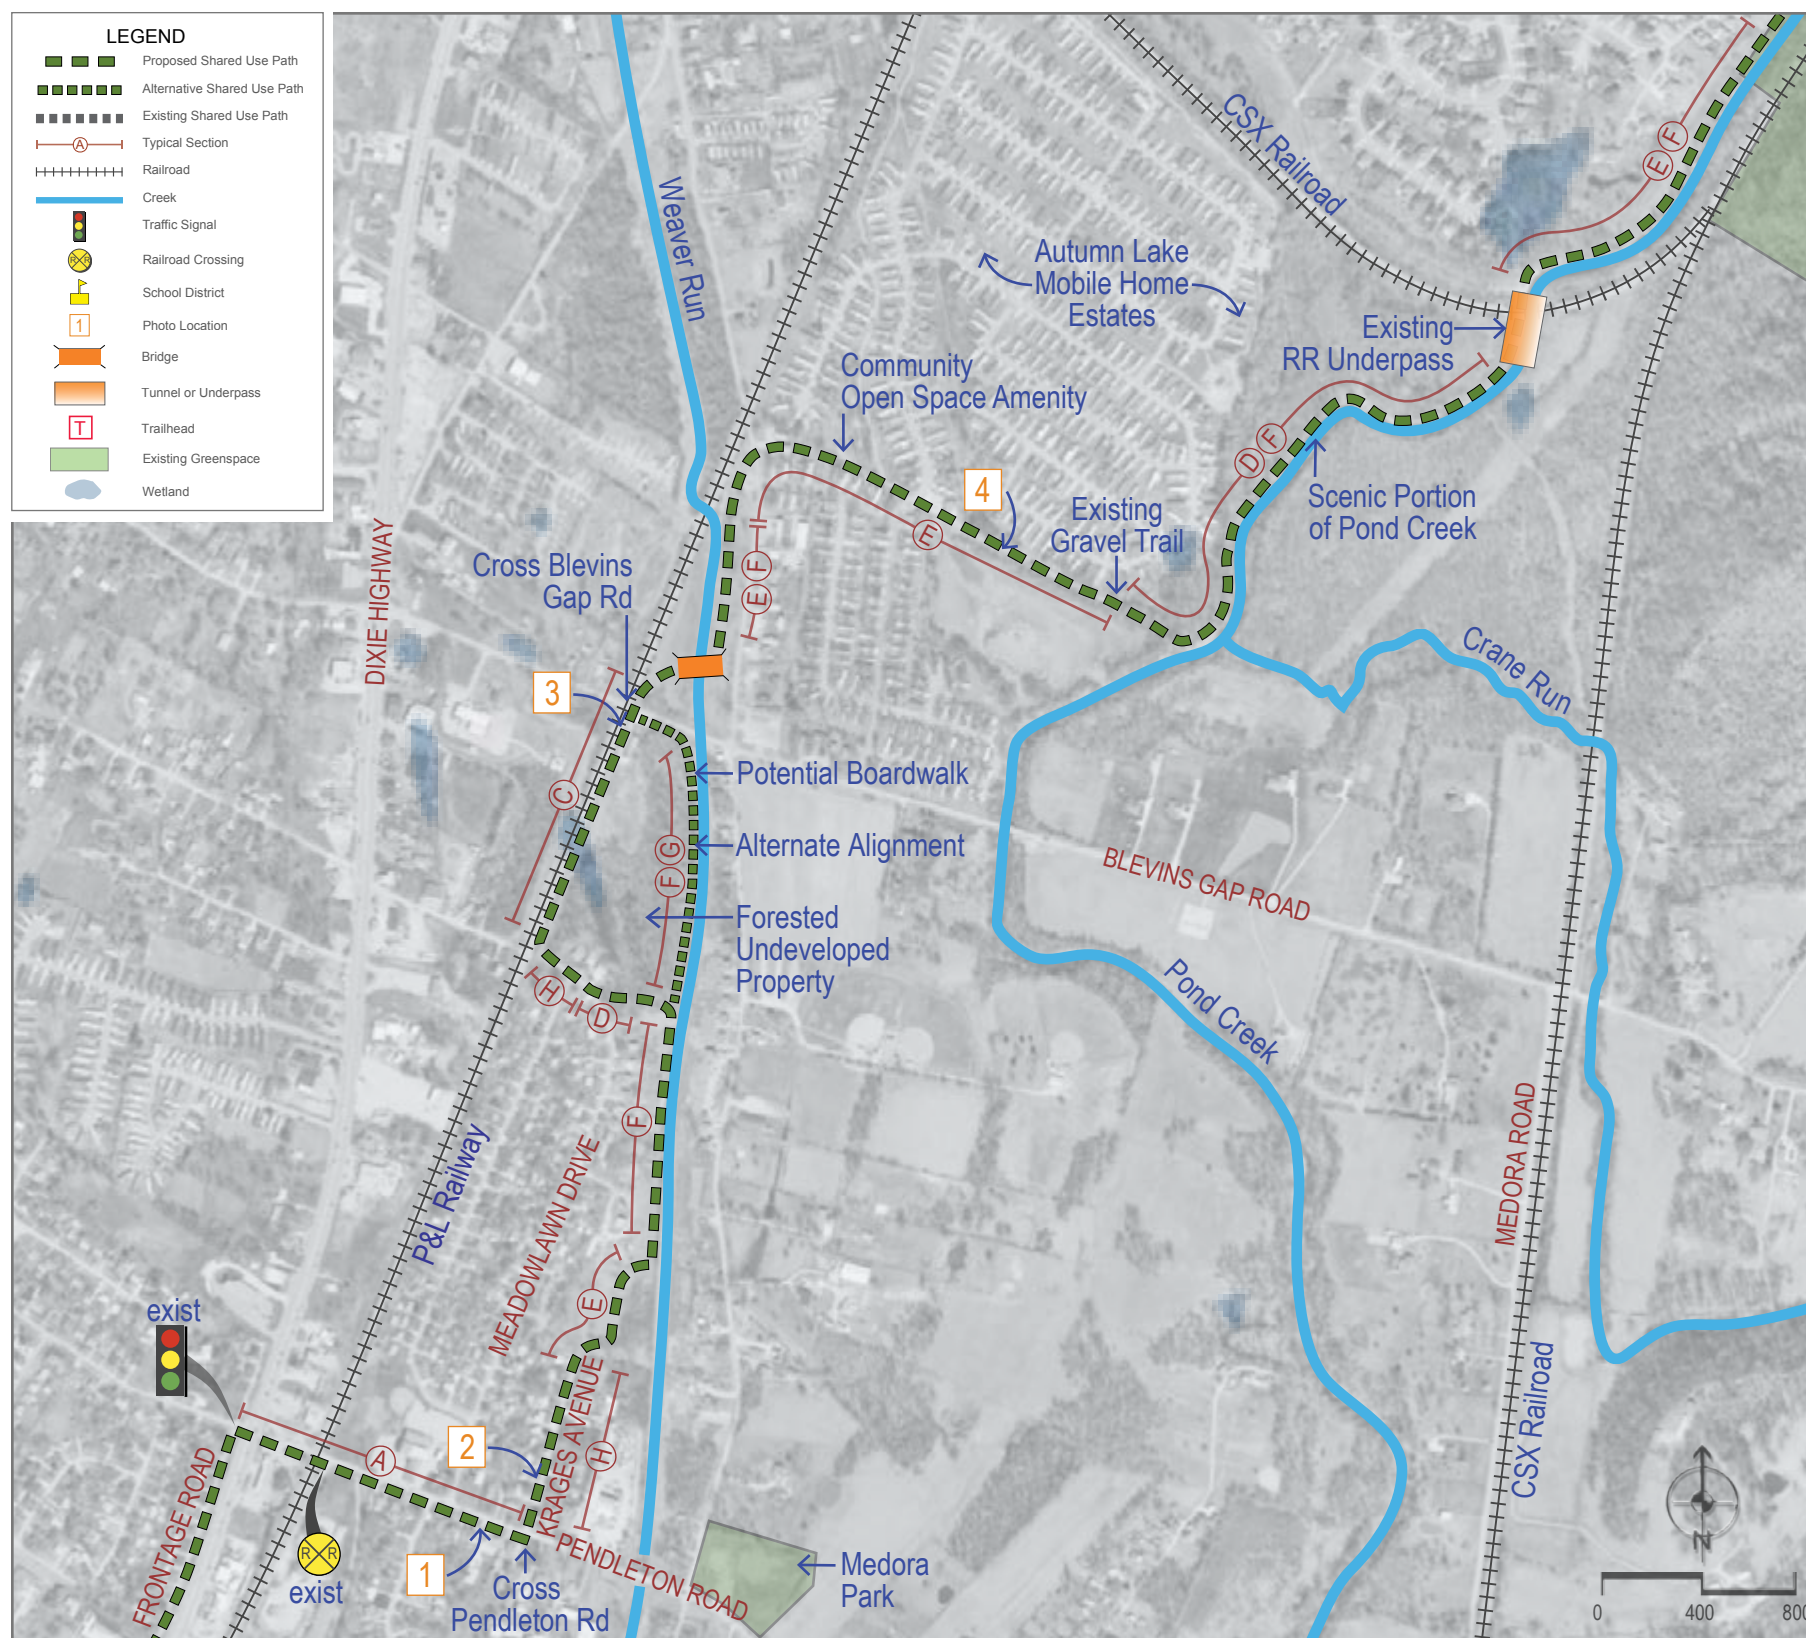 LEGEND
Proposed Shared Use Path
Alternative Shared Use Path
Existing Shared Use Path
A
Typical Section
Railroad
Creek
Traffic Signal
R R
Railroad Crossing
School District
1
Photo Location
Bridge
Tunnel or Underpass
T
Trailhead
Existing Greenspace
Wetland
CSX Railroad
E F
Weaver Run
Autumn Lake
Mobile Home
Estates
Existing
RR Underpass
Community
Open Space Amenity
D F
4
Existing
Gravel Trail
Scenic Portion
of Pond Creek
E
E F
DIXIE HIGHWAY
Cross Blevins
Gap Rd
3
Crane Run
C
Potential Boardwalk
Alternate Alignment
F G
BLEVINS GAP ROAD
Forested
Undeveloped
Property
H
D
Pond Creek
F
P&L Railway
MEADOWLAWN DRIVE
MEDORA ROAD
E
exist
KRAGES AVENUE
H
2
A
CSX Railroad
FRONTAGE ROAD
R R
exist
1
Cross
Pendleton Rd
PENDLETON ROAD
Medora
Park
N
0 400 800